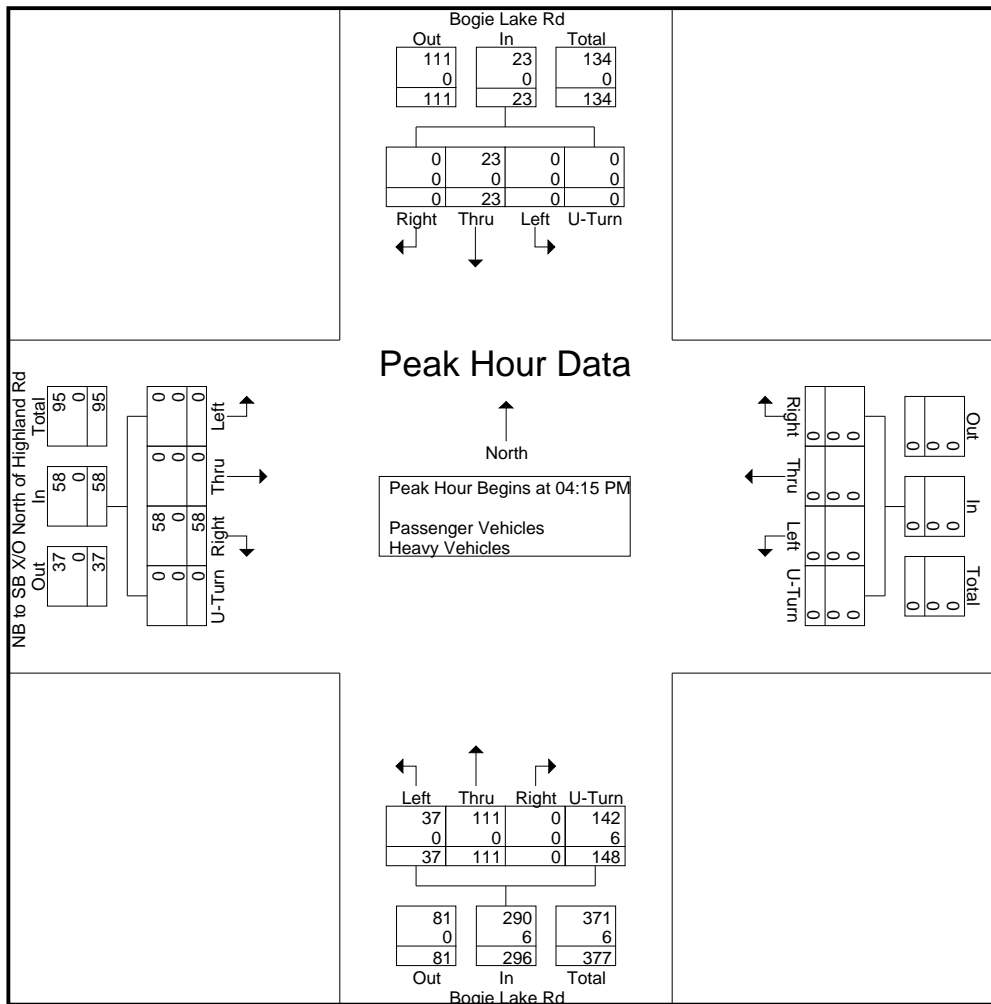 Bogie Lake Rd
Out In Total
111 23 134
0 0 0
111 23 134
0 23 0 0
0 0 0 0
0 23 0 0
Right Thru Left U-Turn
Peak Hour Data
North
Peak Hour Begins at 04:15 PM
Passenger Vehicles
Heavy Vehicles
NB to SB X/O North of Highland Rd
Out In Total
37 58 95
0 0 0
37 58 95
U-Turn Right Thru Left
0 58 0 0
0 0 0 0
0 58 0 0
Right Thru Left U-Turn
0 0 0 0
0 0 0 0
0 0 0 0
Out In Total
0 0 0
0 0 0
0 0 0
Left Thru Right U-Turn
37 111 0 142
0 0 0 6
37 111 0 148
81 290 371
0 6 6
81 296 377
Out In Total
Bogie Lake Rd